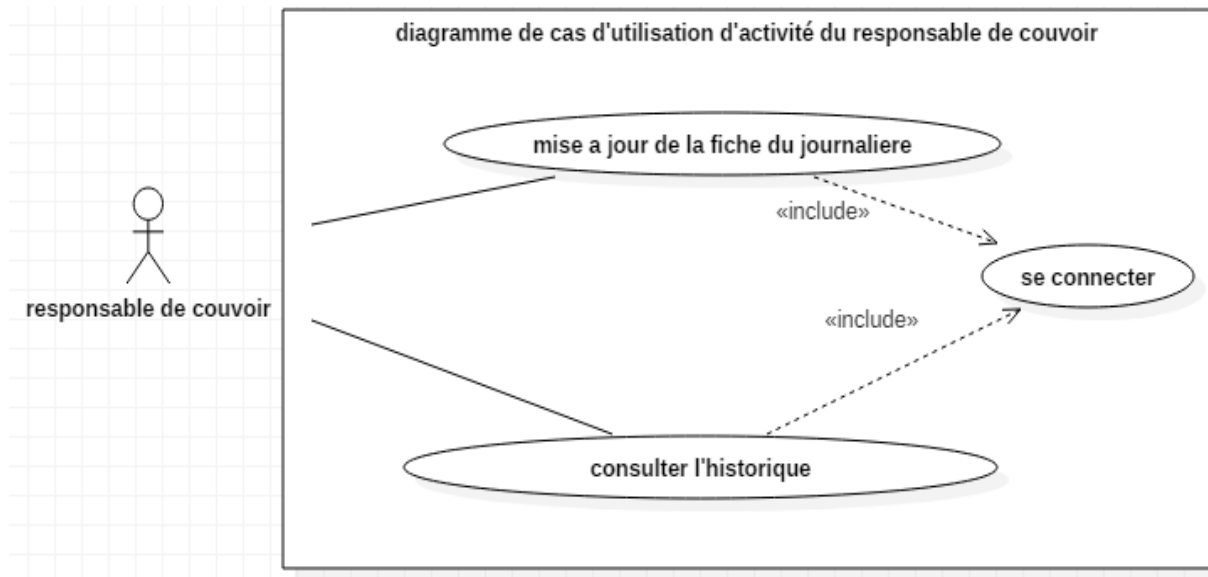 diagramme de cas d'utilisation d'activité du responsable de couvoir
mise a jour de la fiche du journaliere
«include»
se connecter
responsable de couvoir
«include»
consulter l'historique